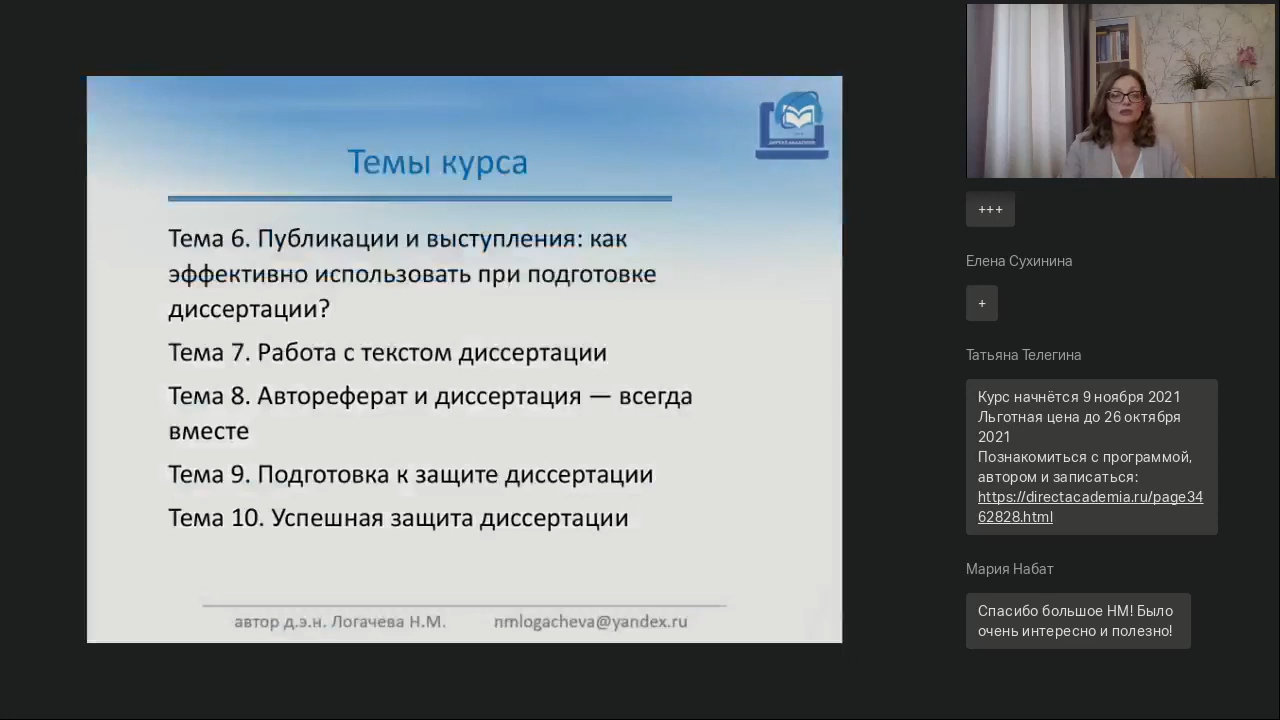 Темы курса
Тема 6. Публикации и выступления: как
эффективно использовать при подготовке
диссертации?
Тема 7. Работа с текстом диссертации
Тема 8. Автореферат и диссертация — всегда
вместе
Тема 9. Подготовка к защите диссертации
Тема 10. Успешная защита диссертации
автор д.э.н. Логачева Н.М. nmlogacheva@yandex.ru
+++
Елена Сухинина
+
Татьяна Телегина
Курс начнётся 9 ноября 2021
Льготная цена до 26 октября
2021
Познакомиться с программой,
автором и записаться:
https://directacademia.ru/page34
62828.html
Мария Набат
Спасибо большое НМ! Было
очень интересно и полезно!